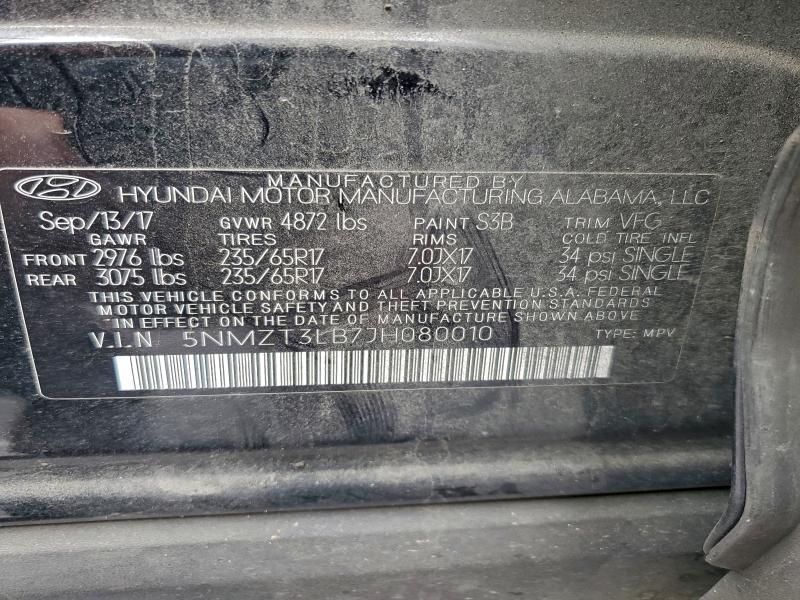 MANUFACTURED BY
HYUNDAI MOTOR MANUFACTURING ALABAMA, LLC
Sep/13/17 GVWR 4872 lbs PAINT S3B TRIM VFG
GAWR TIRES RIMS COLD TIRE INFL
FRONT 2976 lbs 235/65R17 7.0JX17 34 psi SINGLE
REAR 3075 lbs 235/65R17 7.0JX17 34 psi SINGLE
THIS VEHICLE CONFORMS TO ALL APPLICABLE U.S.A. FEDERAL
MOTOR VEHICLE SAFETY AND THEFT PREVENTION STANDARDS
IN EFFECT ON THE DATE OF MANUFACTURE SHOWN ABOVE
V.I.N 5NMZT3LB7JH080010 TYPE: MPV